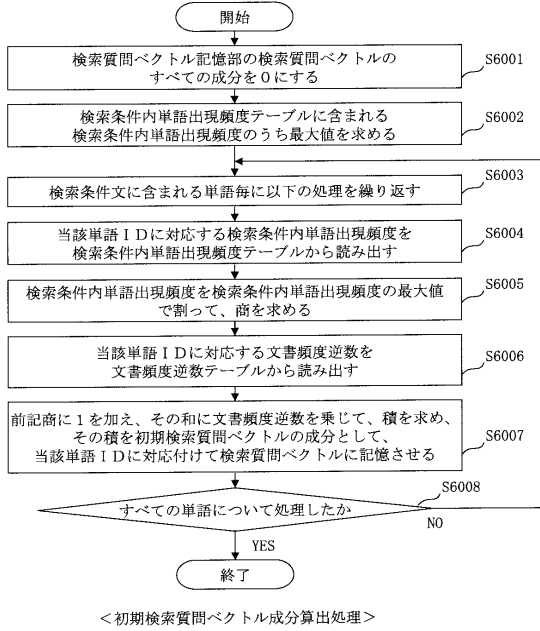 開始
検索質問ベクトル記憶部の検索質問ベクトルの
すべての成分を０にする
S6001
検索条件内単語出現頻度テーブルに含まれる
検索条件内単語出現頻度のうち最大値を求める
S6002
検索条件文に含まれる単語毎に以下の処理を繰り返す
S6003
当該単語ＩＤに対応する検索条件内単語出現頻度を
検索条件内単語出現頻度テーブルから読み出す
S6004
検索条件内単語出現頻度を検索条件内単語出現頻度の最大値
で割って、商を求める
S6005
当該単語ＩＤに対応する文書頻度逆数を
文書頻度逆数テーブルから読み出す
S6006
前記商に１を加え、その和に文書頻度逆数を乗じて、積を求め、
その積を初期検索質問ベクトルの成分として、
当該単語ＩＤに対応付けて検索質問ベクトルに記憶させる
S6007
すべての単語について処理したか
S6008
NO
YES
終了
＜初期検索質問ベクトル成分算出処理＞